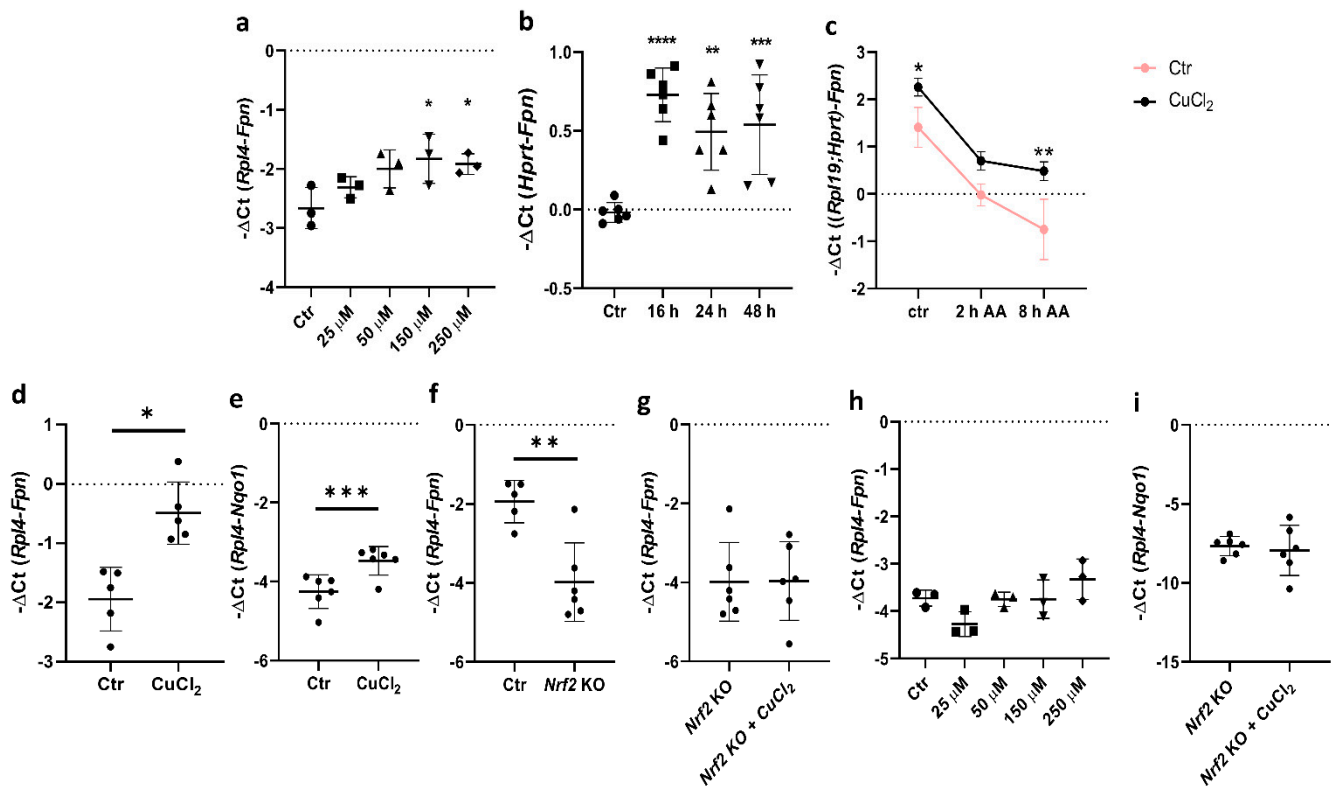 a
-ΔCt (Rpl4-Fpn)
0
-1
-2
-3
-4
* *
Ctr 25 µM 50 µM 150 µM 250 µM
b
-ΔCt (Hprt-Fpn)
1.0
0.5
0.0
-0.5
**** ** ***
Ctr 16 h 24 h 48 h
c
-ΔCt ((Rpl19;Hprt)-Fpn)
3
2
1
0
-1
-2
* **
ctr 2 h AA 8 h AA
Ctr
CuCl₂
d
-ΔCt (Rpl4-Fpn)
1
0
-1
-2
-3
*
Ctr CuCl₂
e
-ΔCt (Rpl4-Nqo1)
0
-2
-4
-6
***
Ctr CuCl₂
f
-ΔCt (Rpl4-Fpn)
0
-2
-4
-6
**
Ctr Nrf2 KO
g
-ΔCt (Rpl4-Fpn)
0
-2
-4
-6
Nrf2 KO
Nrf2 KO + CuCl₂
h
-ΔCt (Rpl4-Fpn)
0
-1
-2
-3
-4
-5
Ctr 25 µM 50 µM 150 µM 250 µM
i
-ΔCt (Rpl4-Nqo1)
0
-5
-10
-15
Nrf2 KO
Nrf2 KO + CuCl₂